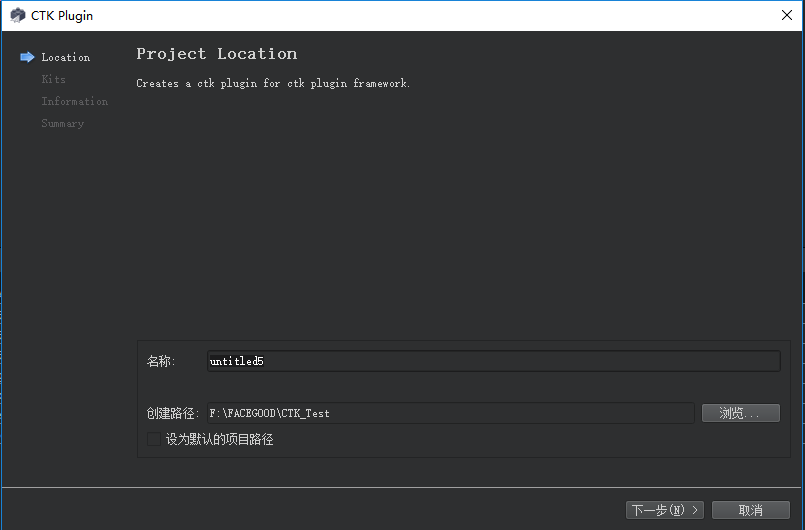 CTK Plugin
Location
Kits
Information
Summary
Project Location
Creates a ctk plugin for ctk plugin framework.
名称: untitled5
创建路径: F:\FACEGOOD\CTK_Test 浏览...
设为默认的项目路径
下一步(N) > 取消